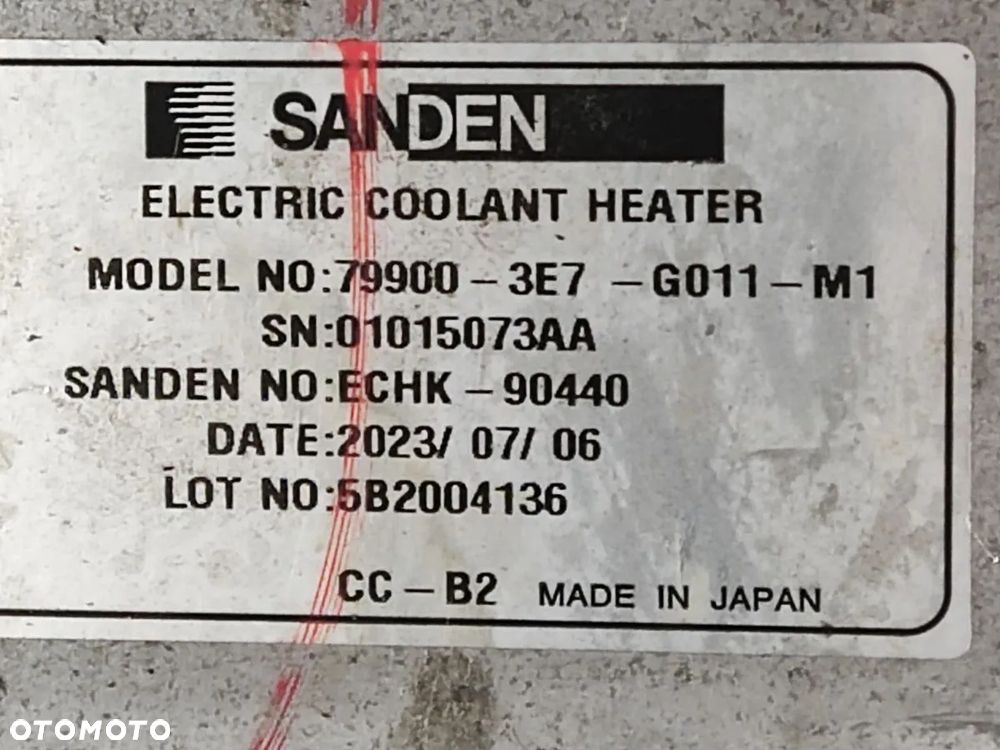 SANDEN
ELECTRIC COOLANT HEATER
MODEL NO:79900-3E7 -G011-M1
SN:01015073AA
SANDEN NO:ECHK-90440
DATE:2023/ 07/ 06
LOT NO:5B2004136
CC-B2 MADE IN JAPAN
OTOMOTO